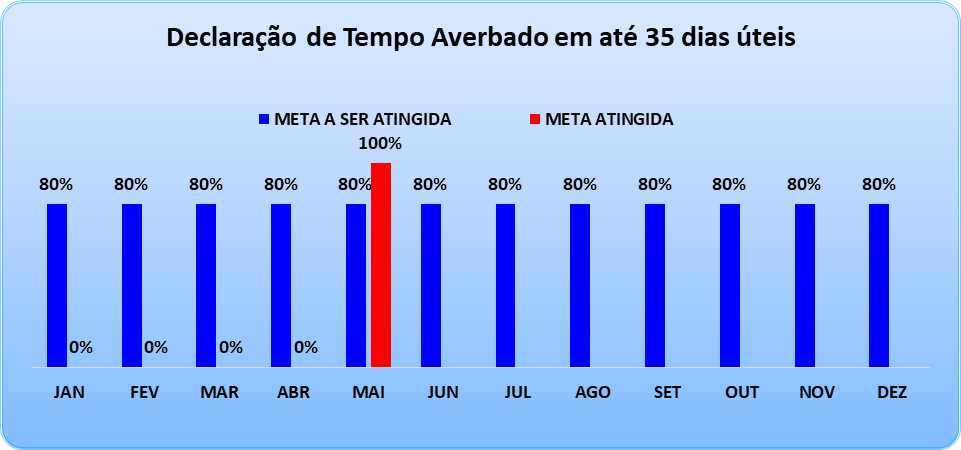 Declaração de Tempo Averbado em até 35 dias úteis
META A SER ATINGIDA META ATINGIDA
100%
80% 80% 80% 80% 80% 80% 80% 80% 80% 80% 80% 80%
0% 0% 0% 0%
JAN FEV MAR ABR MAI JUN JUL AGO SET OUT NOV DEZ